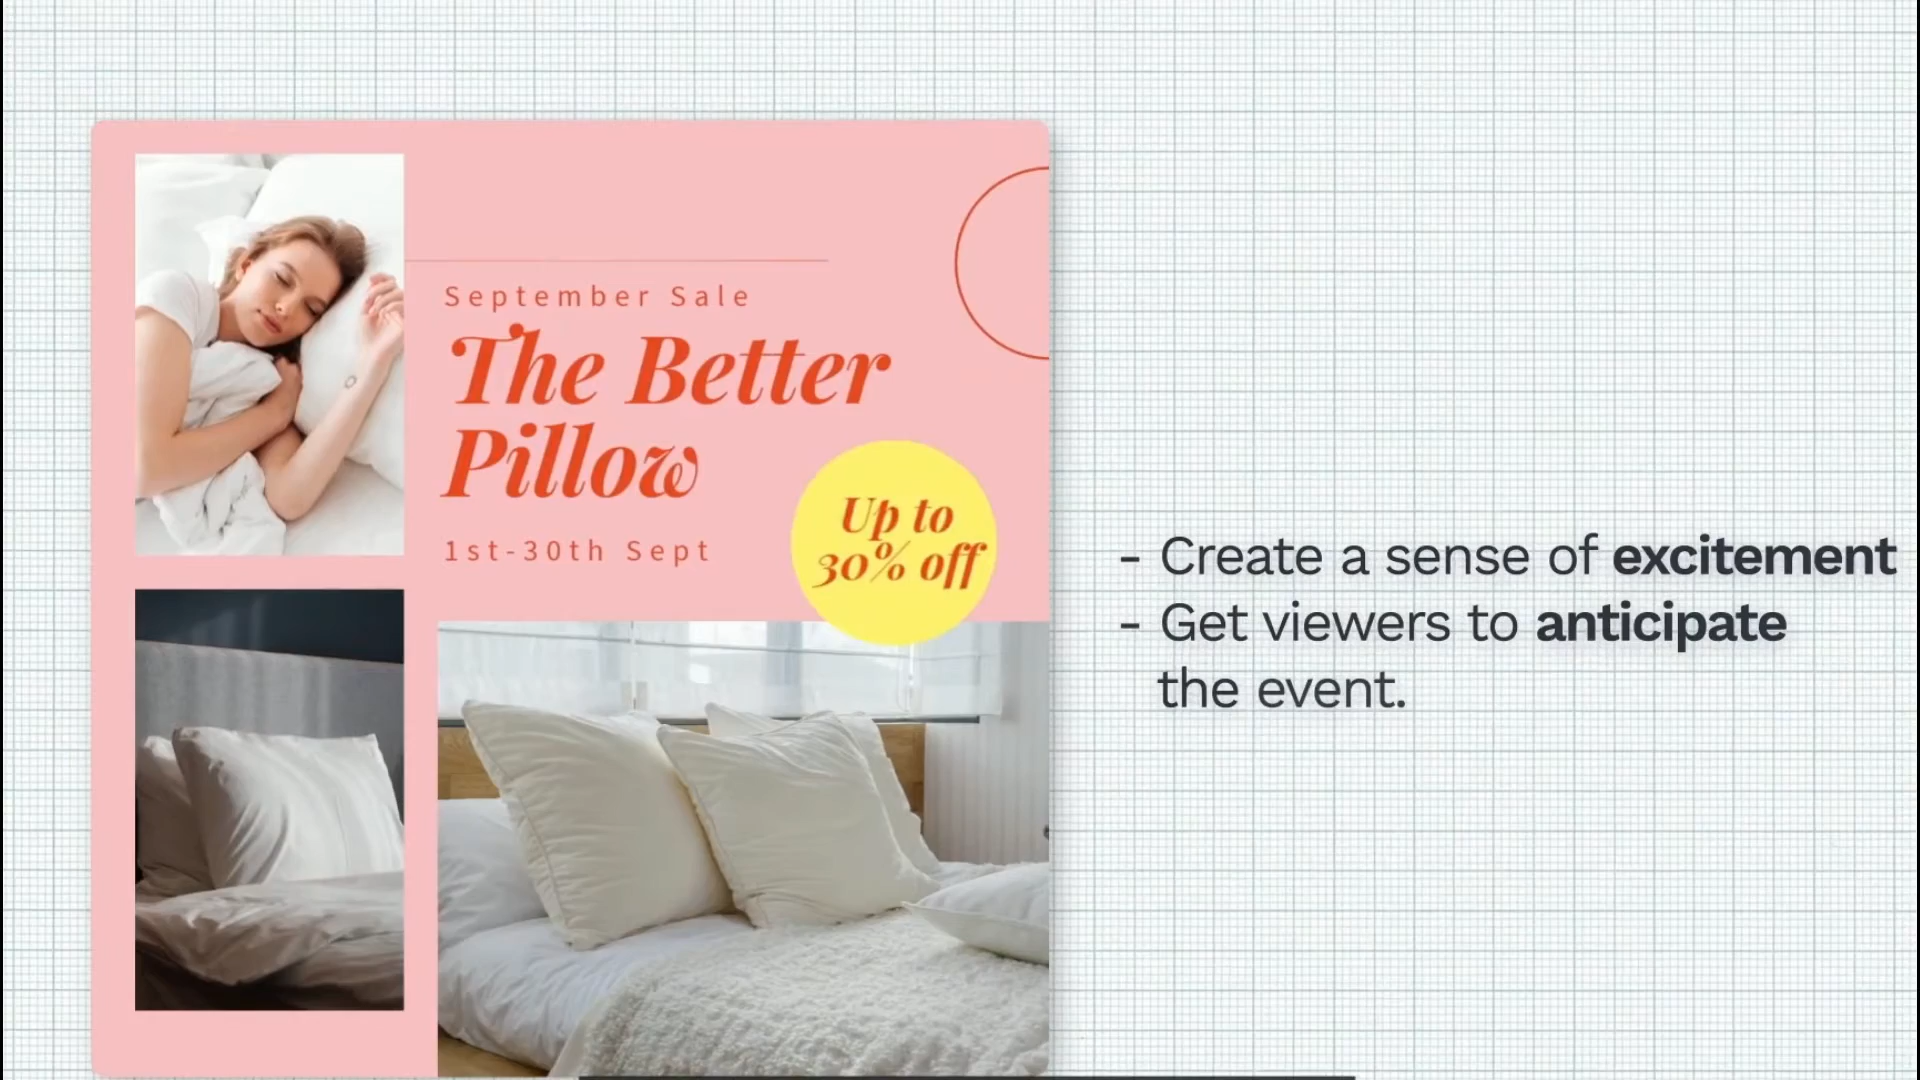 September Sale
The Better
Pillow
1st-30th Sept
Up to
30% off
- Create a sense of excitement
- Get viewers to anticipate
the event.